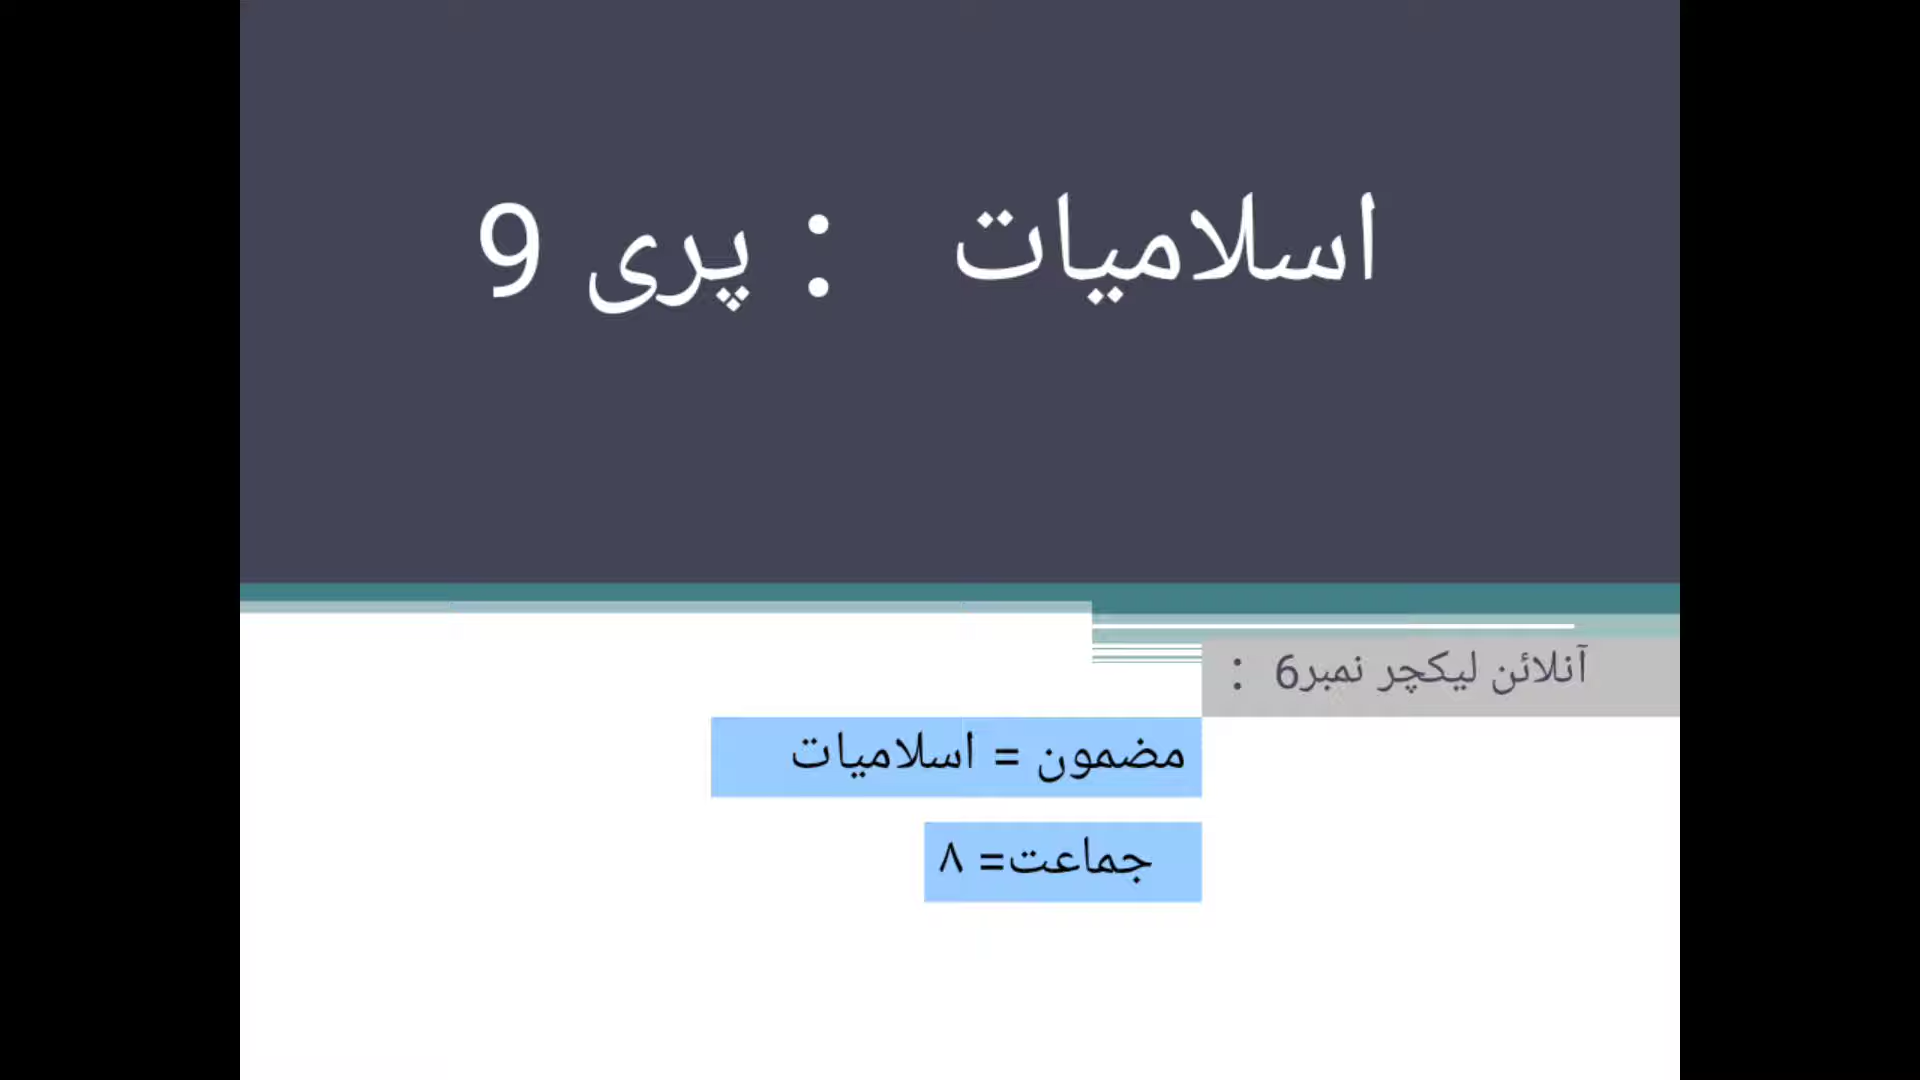 اسلامیات : پری 9
آنلائن لیکچر نمبر6 :
مضمون = اسلامیات
جماعت= ۸